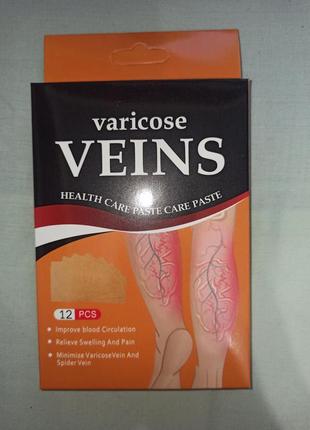 varicose
VEINS
HEALTH CARE PASTE CARE PASTE
12 PCS
Improve blood Circulation
Relieve Swelling And Pain
Minimize VaricoseVein And
Spider Vein